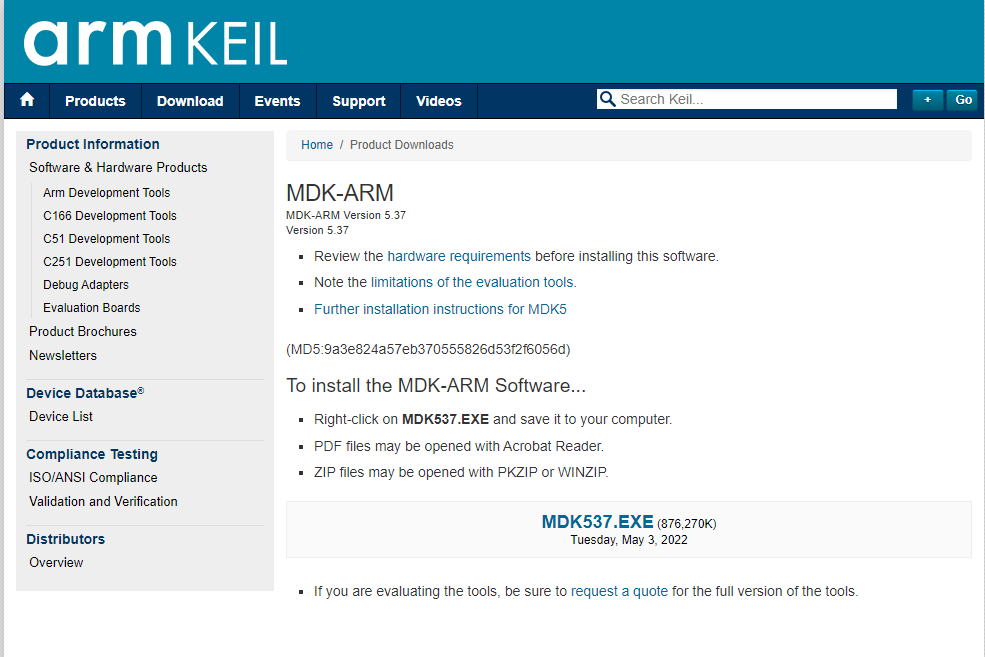 arm KEIL
Products Download Events Support Videos Search Keil... + Go
Product Information
Software & Hardware Products
Arm Development Tools
C166 Development Tools
C51 Development Tools
C251 Development Tools
Debug Adapters
Evaluation Boards
Product Brochures
Newsletters
Device Database®
Device List
Compliance Testing
ISO/ANSI Compliance
Validation and Verification
Distributors
Overview
Home / Product Downloads
MDK-ARM
MDK-ARM Version 5.37
Version 5.37
Review the hardware requirements before installing this software.
Note the limitations of the evaluation tools.
Further installation instructions for MDK5
(MD5:9a3e824a57eb370555826d53f2f6056d)
To install the MDK-ARM Software...
Right-click on MDK537.EXE and save it to your computer.
PDF files may be opened with Acrobat Reader.
ZIP files may be opened with PKZIP or WINZIP.
MDK537.EXE (876,270K)
Tuesday, May 3, 2022
If you are evaluating the tools, be sure to request a quote for the full version of the tools.